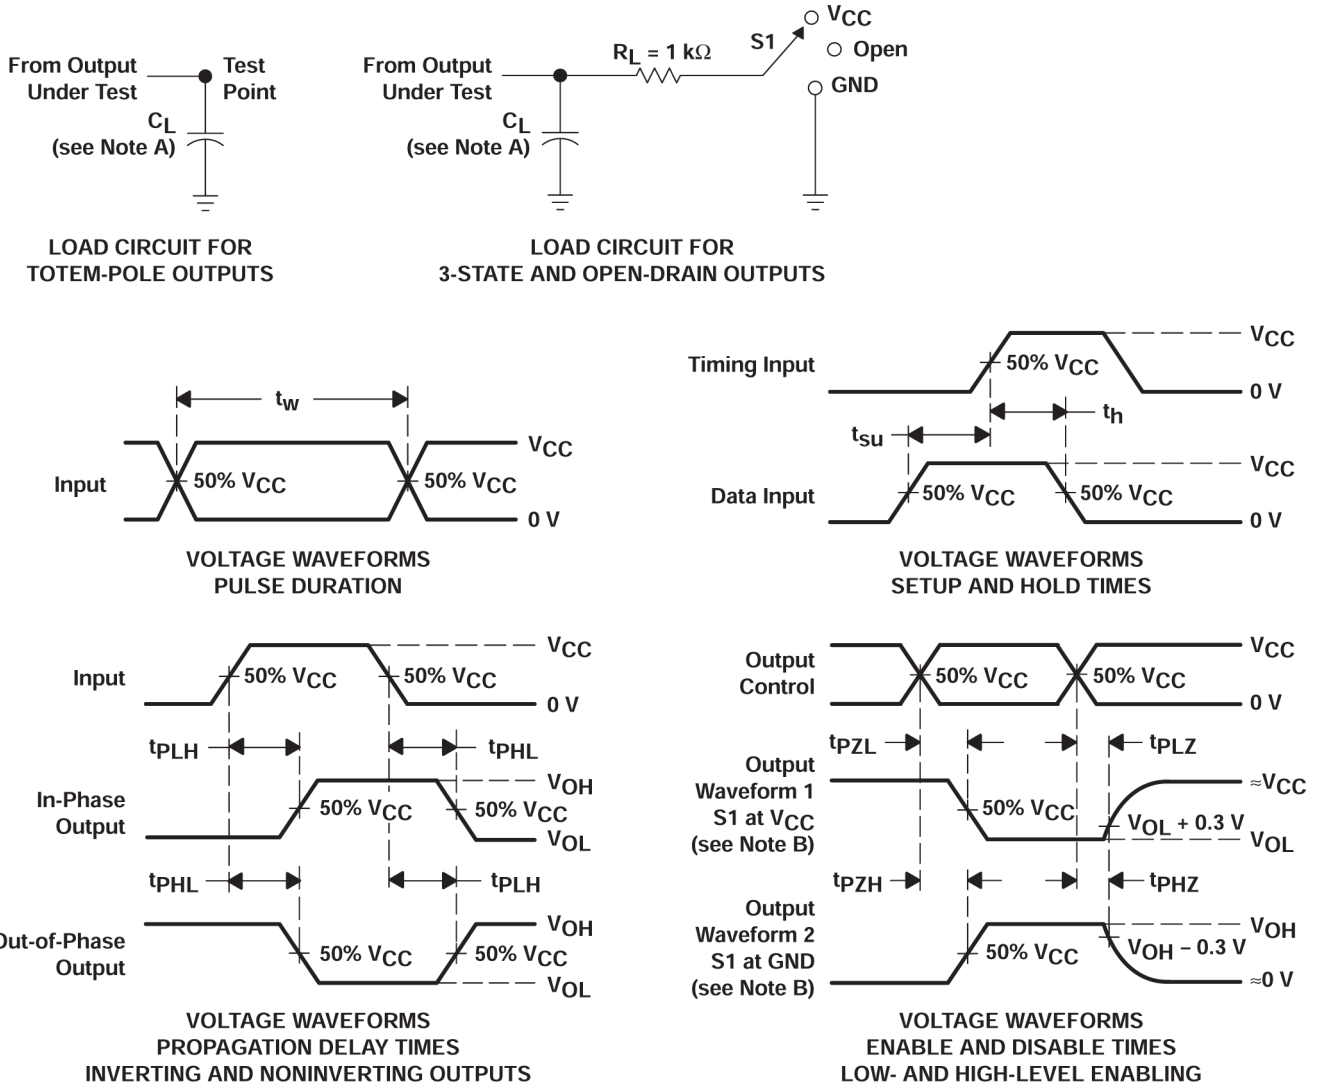 From Output
Under Test
Test
Point
CL
(see Note A)
LOAD CIRCUIT FOR
TOTEM-POLE OUTPUTS
From Output
Under Test
RL = 1 kΩ
S1
VCC
Open
GND
CL
(see Note A)
LOAD CIRCUIT FOR
3-STATE AND OPEN-DRAIN OUTPUTS
tw
Input
50% VCC
50% VCC
VCC
0 V
VOLTAGE WAVEFORMS
PULSE DURATION
Timing Input
50% VCC
VCC
0 V
th
tsu
Data Input
50% VCC
50% VCC
VCC
0 V
VOLTAGE WAVEFORMS
SETUP AND HOLD TIMES
Input
50% VCC
50% VCC
VCC
0 V
tPLH
tPHL
In-Phase
Output
50% VCC
50% VCC
VOH
VOL
tPHL
tPLH
Out-of-Phase
Output
50% VCC
50% VCC
VOH
VOL
VOLTAGE WAVEFORMS
PROPAGATION DELAY TIMES
INVERTING AND NONINVERTING OUTPUTS
Output
Control
50% VCC
50% VCC
VCC
0 V
tPZL
tPLZ
Output
Waveform 1
S1 at VCC
(see Note B)
50% VCC
VOL + 0.3 V
≈VCC
VOL
tPZH
tPHZ
Output
Waveform 2
S1 at GND
(see Note B)
50% VCC
VOH − 0.3 V
VOH
≈0 V
VOLTAGE WAVEFORMS
ENABLE AND DISABLE TIMES
LOW- AND HIGH-LEVEL ENABLING